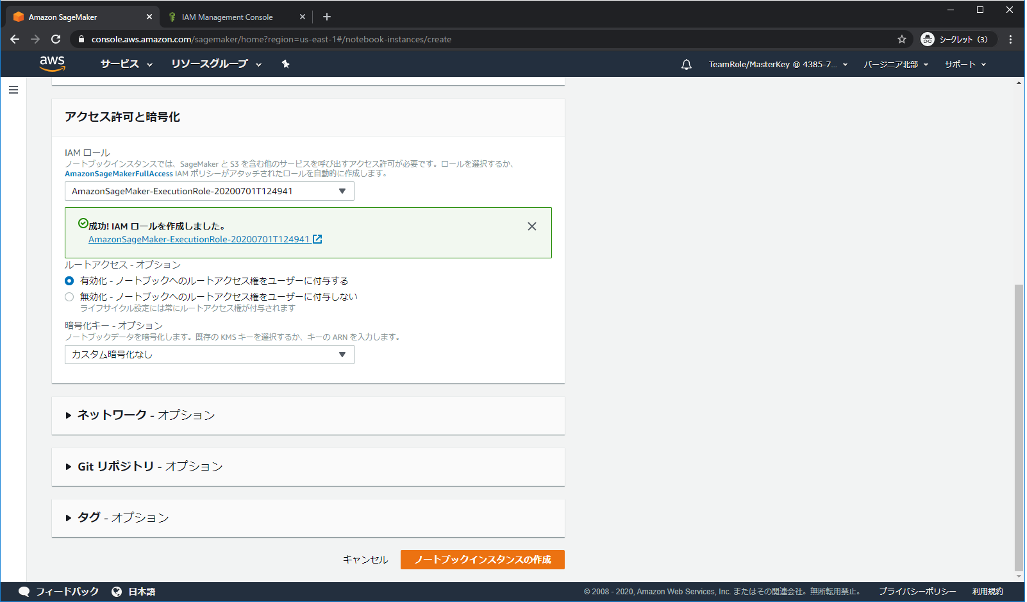 Amazon SageMaker
IAM Management Console
console.aws.amazon.com/sagemaker/home?region=us-east-1#/notebook-instances/create
シークレット (3)
aws
サービス
リソースグループ
TeamRole/MasterKey @ 4385-7...
バージニア北部
サポート
アクセス許可と暗号化
IAM ロール
ノートブックインスタンスでは、SageMaker と S3 を含む他のサービスを呼び出すアクセス許可が必要です。ロールを選択するか、
AmazonSageMakerFullAccess IAM ポリシーがアタッチされたロールを自動的に作成します。
AmazonSageMaker-ExecutionRole-20200701T124941
成功! IAM ロールを作成しました。
AmazonSageMaker-ExecutionRole-20200701T124941
ルートアクセス - オプション
有効化 - ノートブックへのルートアクセス権をユーザーに付与する
無効化 - ノートブックへのルートアクセス権をユーザーに付与しない
ライフサイクル設定には常にルートアクセス権が付与されます
暗号化キー - オプション
ノートブックデータを暗号化します。既存の KMS キーを選択するか、キーの ARN を入力します。
カスタム暗号化なし
ネットワーク - オプション
Git リポジトリ - オプション
タグ - オプション
キャンセル
ノートブックインスタンスの作成
フィードバック
日本語
© 2008 - 2020, Amazon Web Services, Inc. またはその関連会社。無断転用禁止。
プライバシーポリシー
利用規約